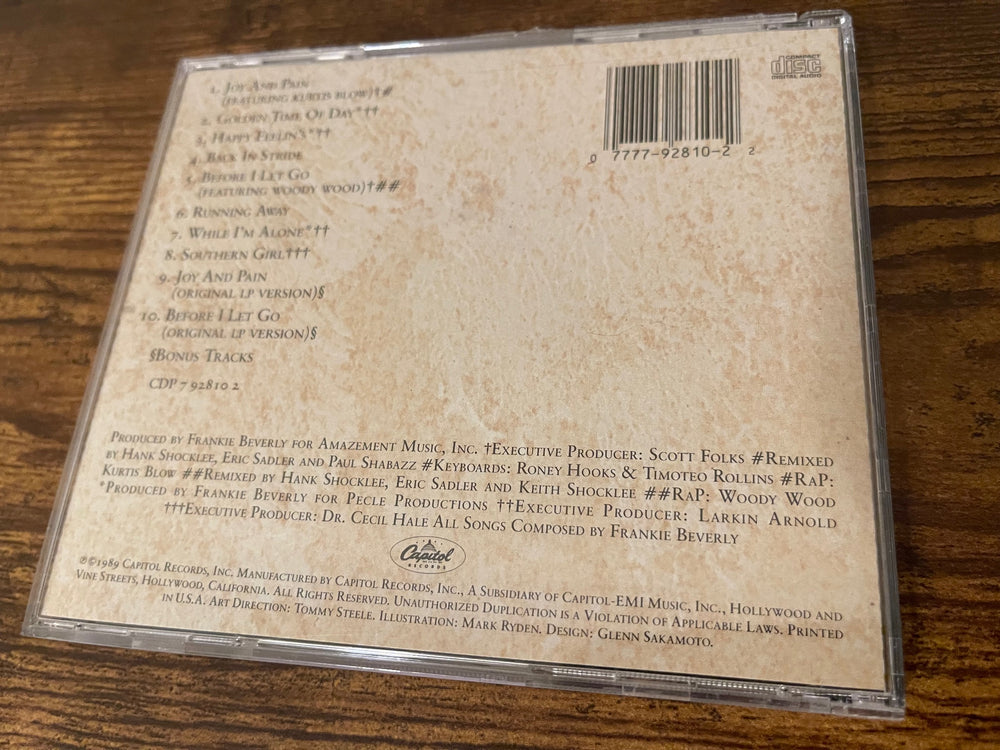 1. Joy And Pain
(featuring Kurtis Blow)†#
2. Golden Time Of Day*††
3. Happy Feelin's*††
4. Back In Stride
5. Before I Let Go
(featuring Woody Wood)†##
6. Running Away
7. While I'm Alone*††
8. Southern Girl†††
9. Joy And Pain
(original LP version)§
10. Before I Let Go
(original LP version)§
§Bonus Tracks
CDP 7 92810 2
COMPACT
disc
DIGITAL AUDIO
0 7777-92810-2 2
Produced by Frankie Beverly for Amazement Music, Inc. †Executive Producer: Scott Folks #Remixed
by Hank Shocklee, Eric Sadler and Paul Shabazz #Keyboards: Roney Hooks & Timoteo Rollins #Rap:
Kurtis Blow ##Remixed by Hank Shocklee, Eric Sadler and Keith Shocklee ##Rap: Woody Wood
*Produced by Frankie Beverly for Pecle Productions ††Executive Producer: Larkin Arnold
†††Executive Producer: Dr. Cecil Hale All Songs Composed by Frankie Beverly
Capitol
RECORDS
℗©1989 Capitol Records, Inc. Manufactured by Capitol Records, Inc., A Subsidiary of Capitol-EMI Music, Inc., Hollywood and
Vine Streets, Hollywood, California. All Rights Reserved. Unauthorized Duplication is a Violation of Applicable Laws. Printed
in U.S.A. Art Direction: Tommy Steele. Illustration: Mark Ryden. Design: Glenn Sakamoto.